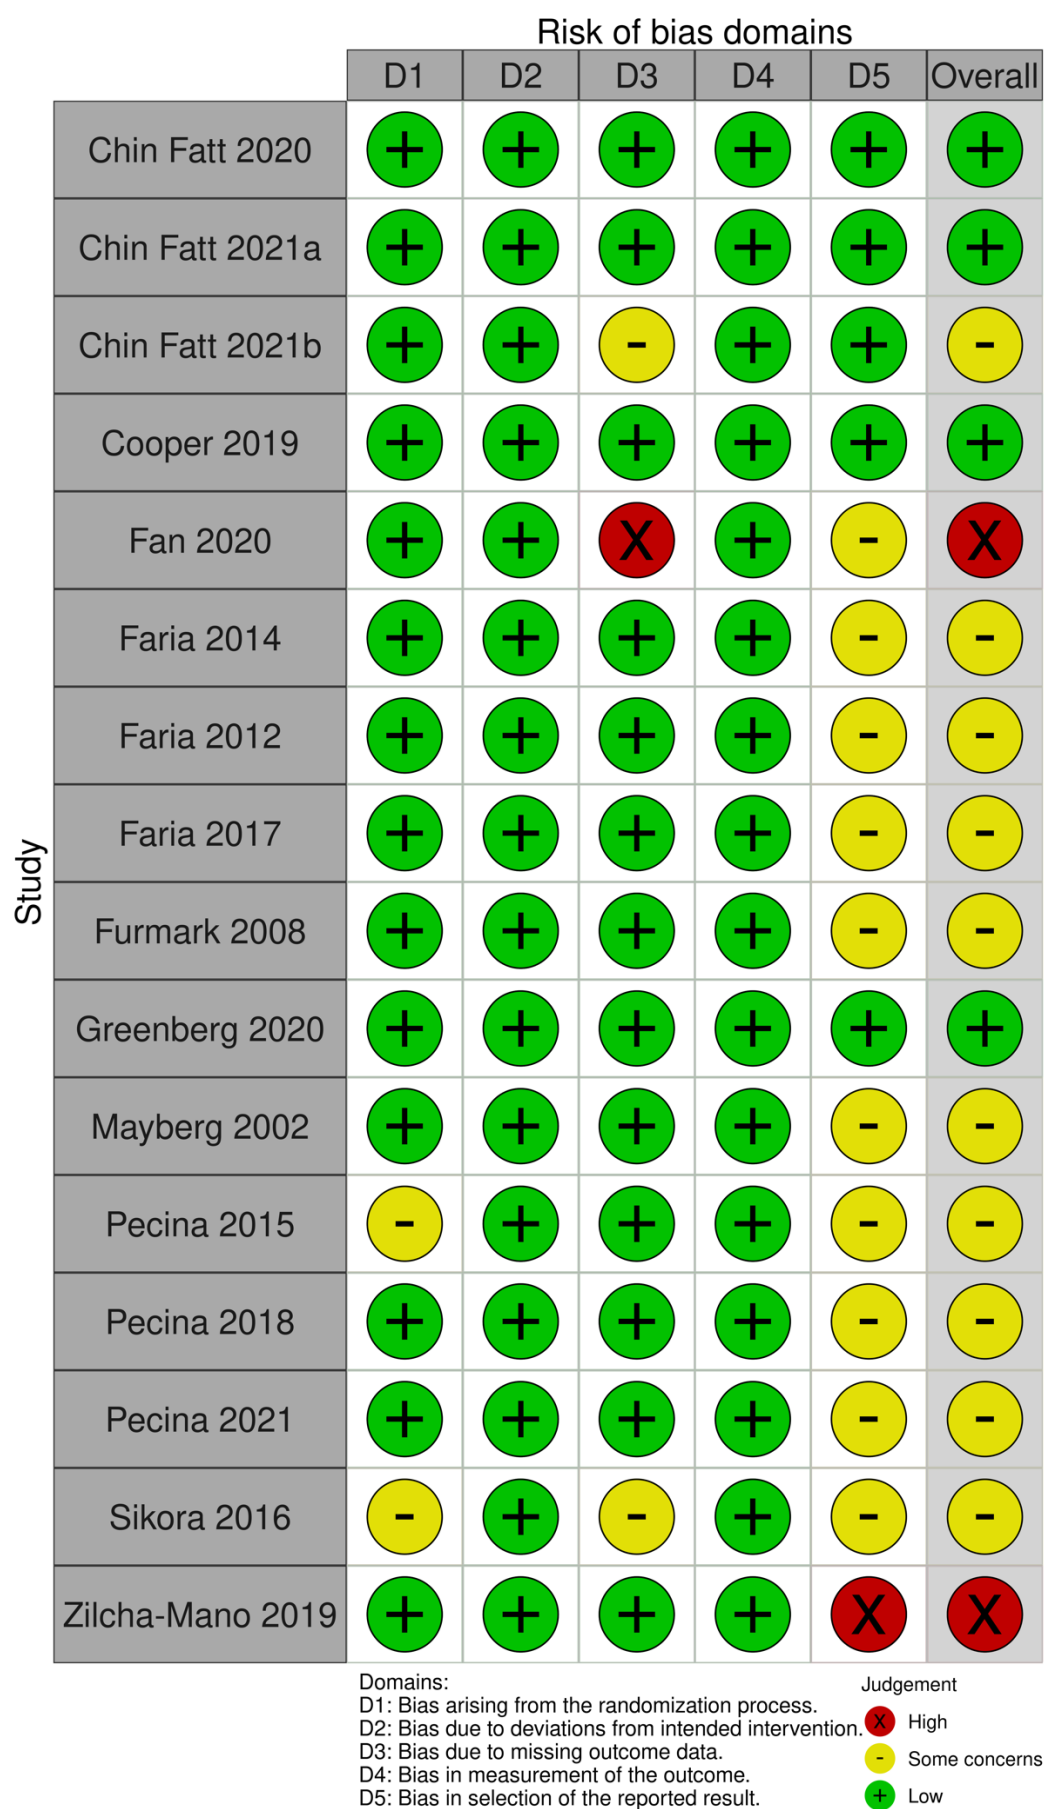 Risk of bias domains
D1 D2 D3 D4 D5 Overall
Study
Chin Fatt 2020 + + + + + +
Chin Fatt 2021a + + + + + +
Chin Fatt 2021b + + - + + -
Cooper 2019 + + + + + +
Fan 2020 + + X + - X
Faria 2014 + + + + - -
Faria 2012 + + + + - -
Faria 2017 + + + + - -
Furmark 2008 + + + + - -
Greenberg 2020 + + + + + +
Mayberg 2002 + + + + - -
Pecina 2015 - + + + - -
Pecina 2018 + + + + - -
Pecina 2021 + + + + - -
Sikora 2016 - + - + - -
Zilcha-Mano 2019 + + + + X X
Domains:
D1: Bias arising from the randomization process.
D2: Bias due to deviations from intended intervention.
D3: Bias due to missing outcome data.
D4: Bias in measurement of the outcome.
D5: Bias in selection of the reported result.
Judgement
X High
- Some concerns
+ Low